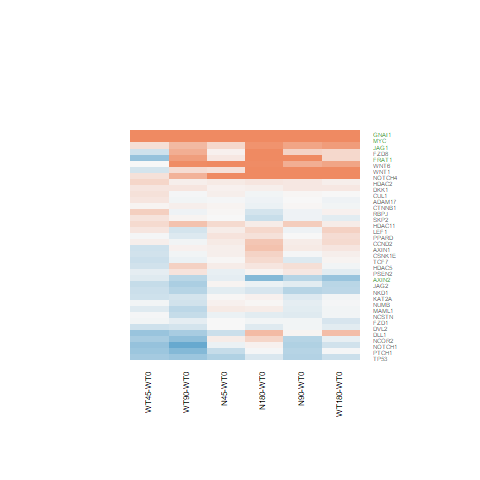 GNAI1
MYC
JAG1
FZD8
FRAT1
WNT6
WNT1
NOTCH4
HDAC2
DKK1
CUL1
ADAM17
CTNNB1
RBPJ
SKP2
HDAC11
LEF1
PPARD
CCND2
AXIN1
CSNK1E
TCF7
HDAC5
PSEN2
AXIN2
JAG2
NKD1
KAT2A
NUMB
MAML1
NCSTN
FZD1
DVL2
DLL1
NCOR2
NOTCH1
PTCH1
TP53
WT45-WT0
WT90-WT0
N45-WT0
N180-WT0
N90-WT0
WT180-WT0